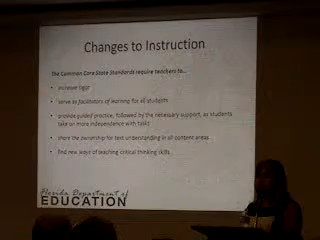 Changes to Instruction
The Common Core State Standards require teachers to…
• increase rigor
• serve as facilitators of learning for all students
• provide guided practice, followed by the necessary support, as students
take on more independence with tasks
• share the ownership for text understanding in all content areas
• find new ways of teaching critical thinking skills
Florida Department of
EDUCATION